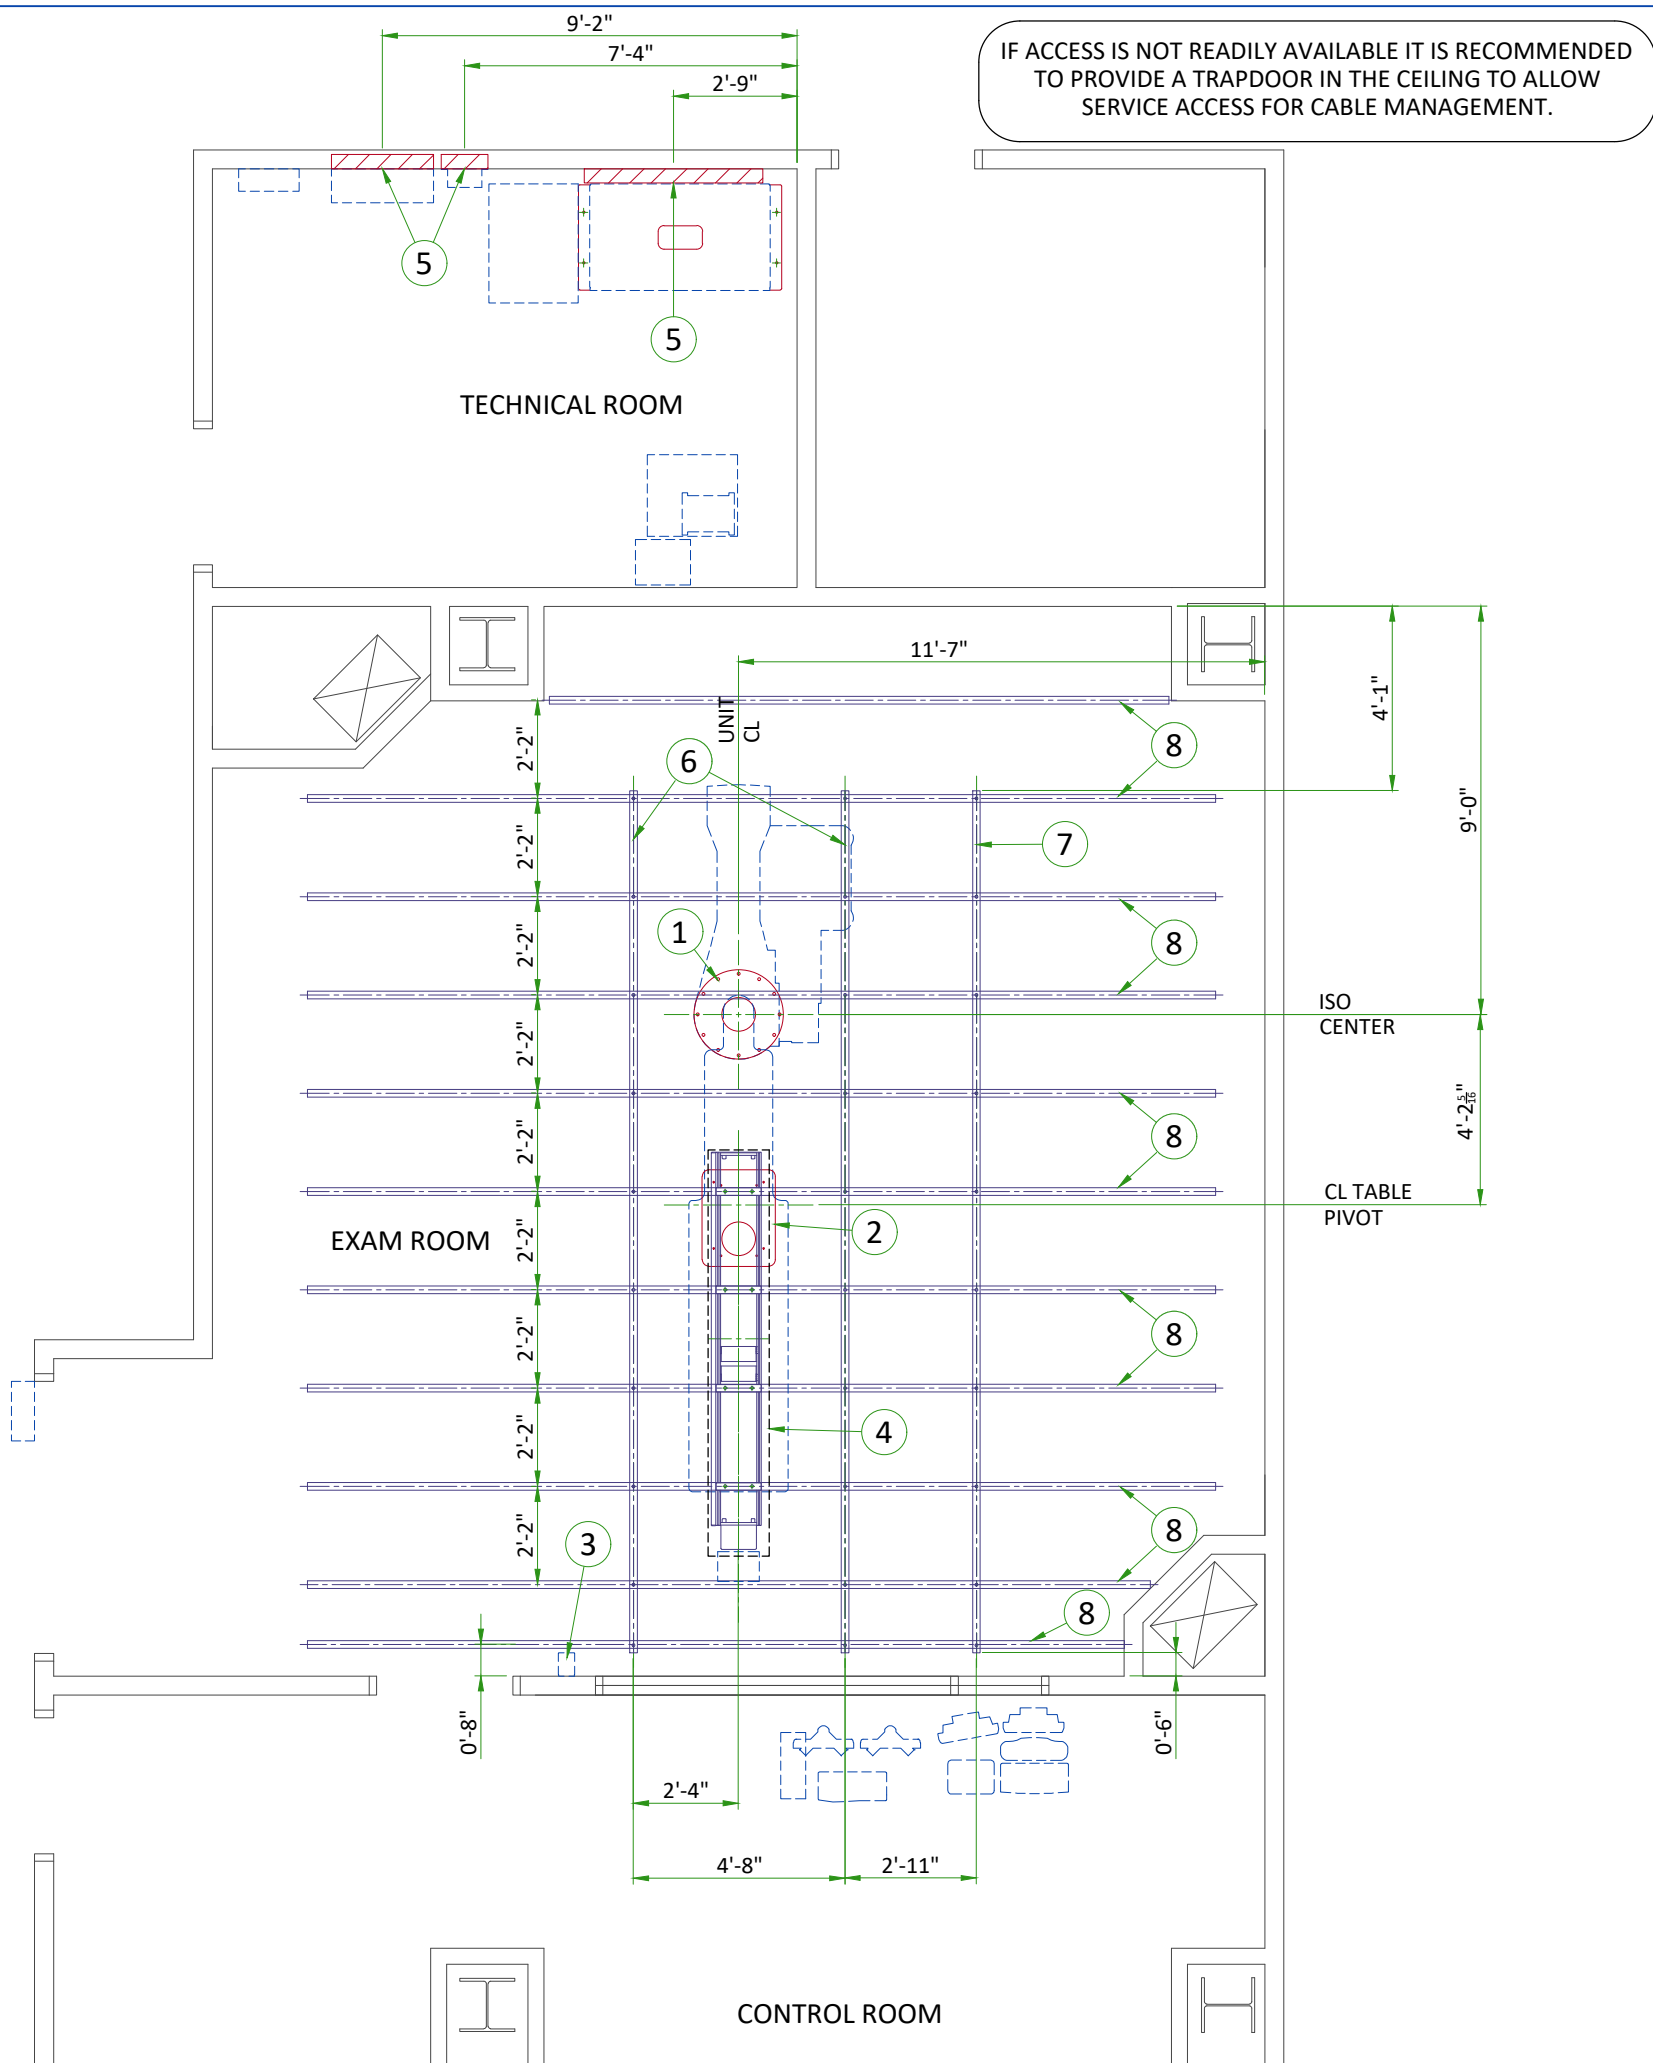 9'-2"
7'-4"
2'-9"
IF ACCESS IS NOT READILY AVAILABLE IT IS RECOMMENDED
TO PROVIDE A TRAPDOOR IN THE CEILING TO ALLOW
SERVICE ACCESS FOR CABLE MANAGEMENT.
5
5
TECHNICAL ROOM
11'-7"
4'-1"
UNIT
CL
2'-2"
6
8
9'-0"
2'-2"
7
1
2'-2"
8
ISO
CENTER
2'-2"
4'-2 5/16"
2'-2"
8
CL TABLE
PIVOT
EXAM ROOM
2'-2"
2
2'-2"
8
2'-2"
4
2'-2"
3
8
8
0'-8"
0'-6"
2'-4"
4'-8"
2'-11"
CONTROL ROOM